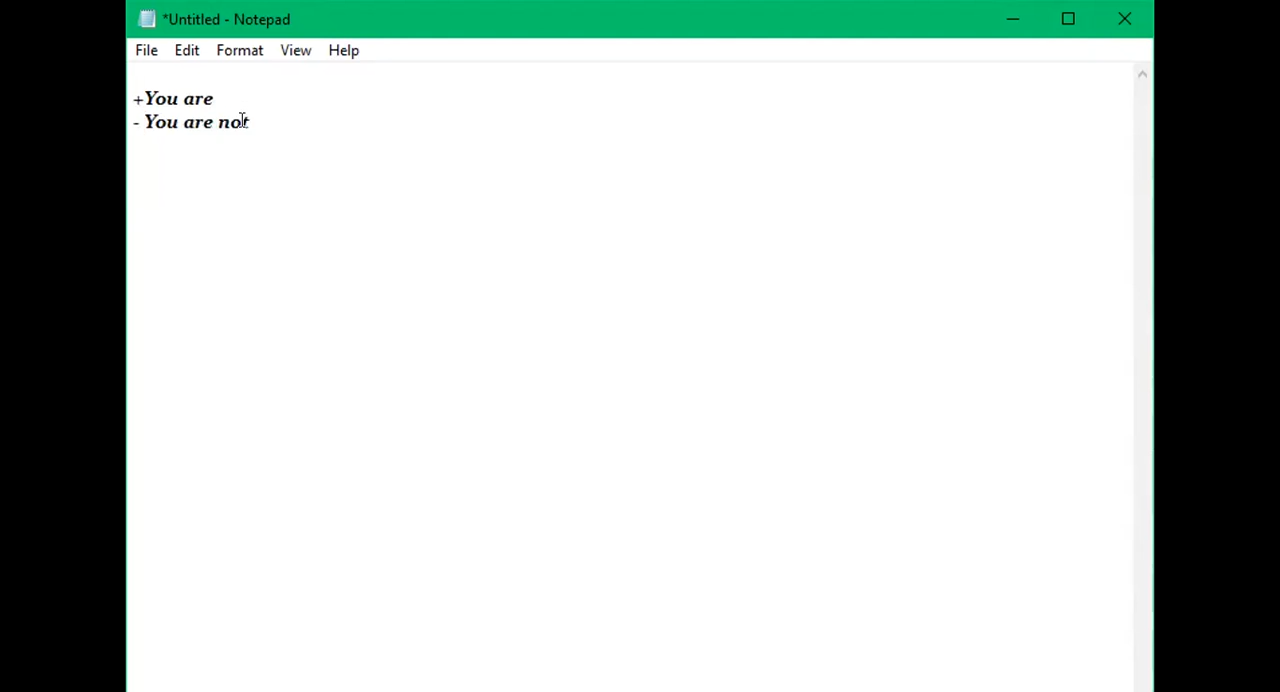 *Untitled - Notepad
File Edit Format View Help
+You are
- You are not